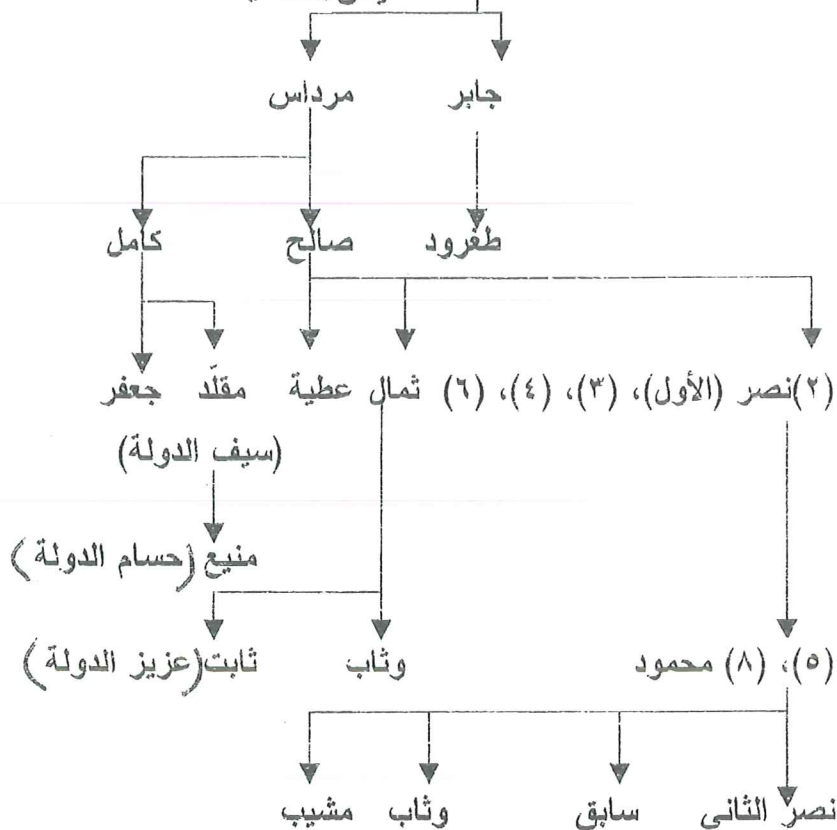 جابر مرداس
طغرود صالح كامل
(٢)نصر (الأول)، (٣)، (٤)، (٦) ثمال عطية مقلّد جعفر
(سيف الدولة)
منيع (حسام الدولة)
(٥)، (٨) محمود وثاب ثابت(عزيز الدولة)
نصر الثانى سابق وثاب مشيب